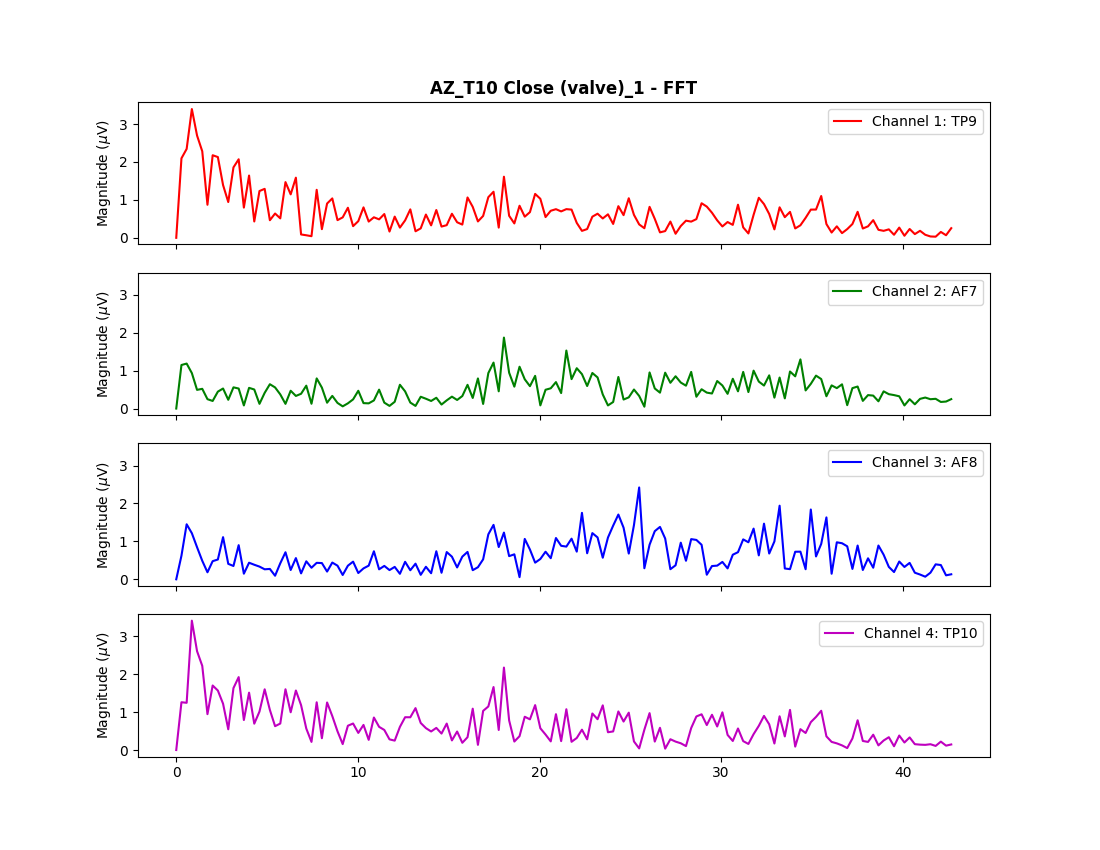 AZ_T10 Close (valve)_1 - FFT
Magnitude (μV)
3
2
1
0
Channel 1: TP9
Magnitude (μV)
3
2
1
0
Channel 2: AF7
Magnitude (μV)
3
2
1
0
Channel 3: AF8
Magnitude (μV)
3
2
1
0
Channel 4: TP10
0 10 20 30 40